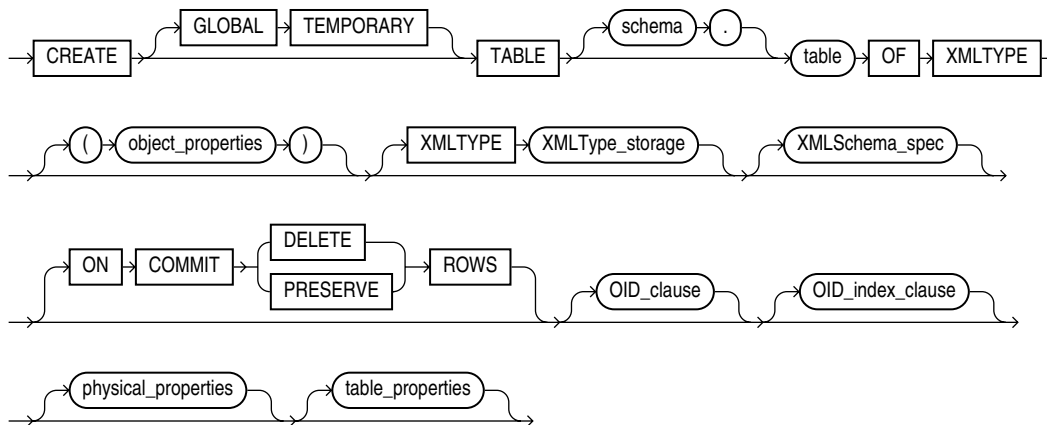 CREATE GLOBAL TEMPORARY TABLE schema . table OF XMLTYPE
( object_properties ) XMLTYPE XMLType_storage XMLSchema_spec
ON COMMIT DELETE PRESERVE ROWS OID_clause OID_index_clause
physical_properties table_properties